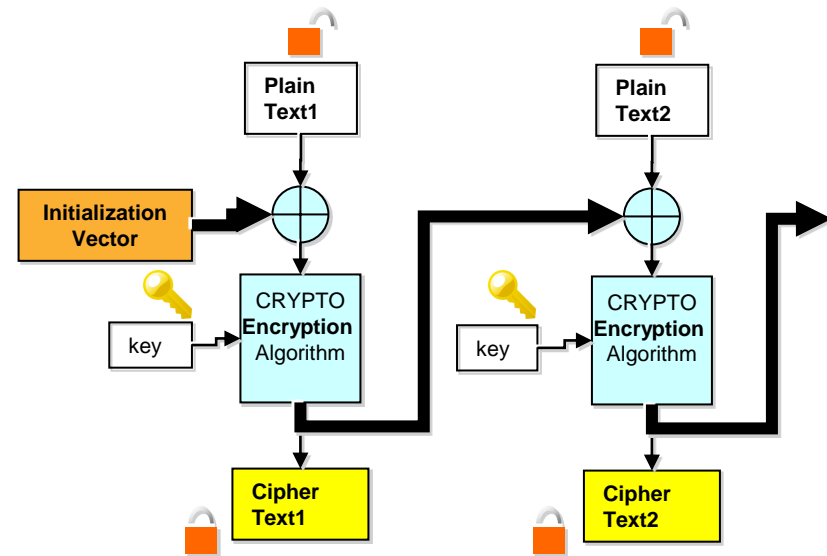 Plain
Text1
Plain
Text2
Initialization
Vector
CRYPTO
Encryption
Algorithm
key
CRYPTO
Encryption
Algorithm
key
Cipher
Text1
Cipher
Text2